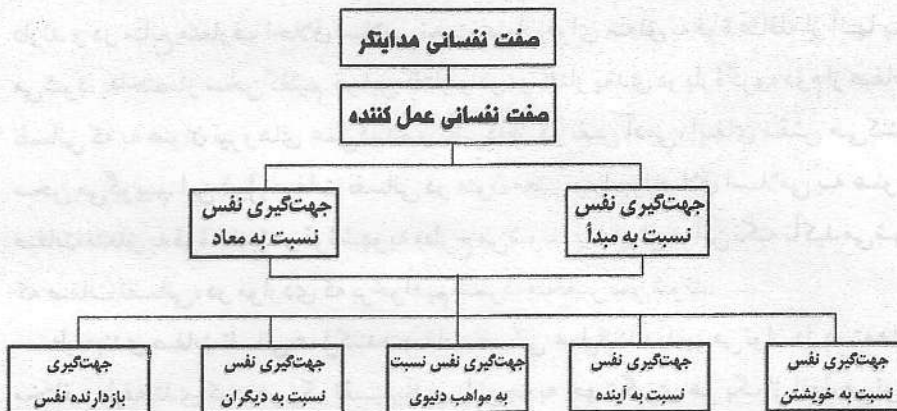 صفت نفسانی هدایتگر
صفت نفسانی عمل کننده
جهت‌گیری نفس
نسبت به مبدأ
جهت‌گیری نفس
نسبت به معاد
جهت‌گیری نفس
نسبت به خویشتن
جهت‌گیری نفس
نسبت به آینده
جهت‌گیری نفس نسبت
به مواهب دنیوی
جهت‌گیری نفس
نسبت به دیگران
جهت‌گیری
بازدارنده نفس